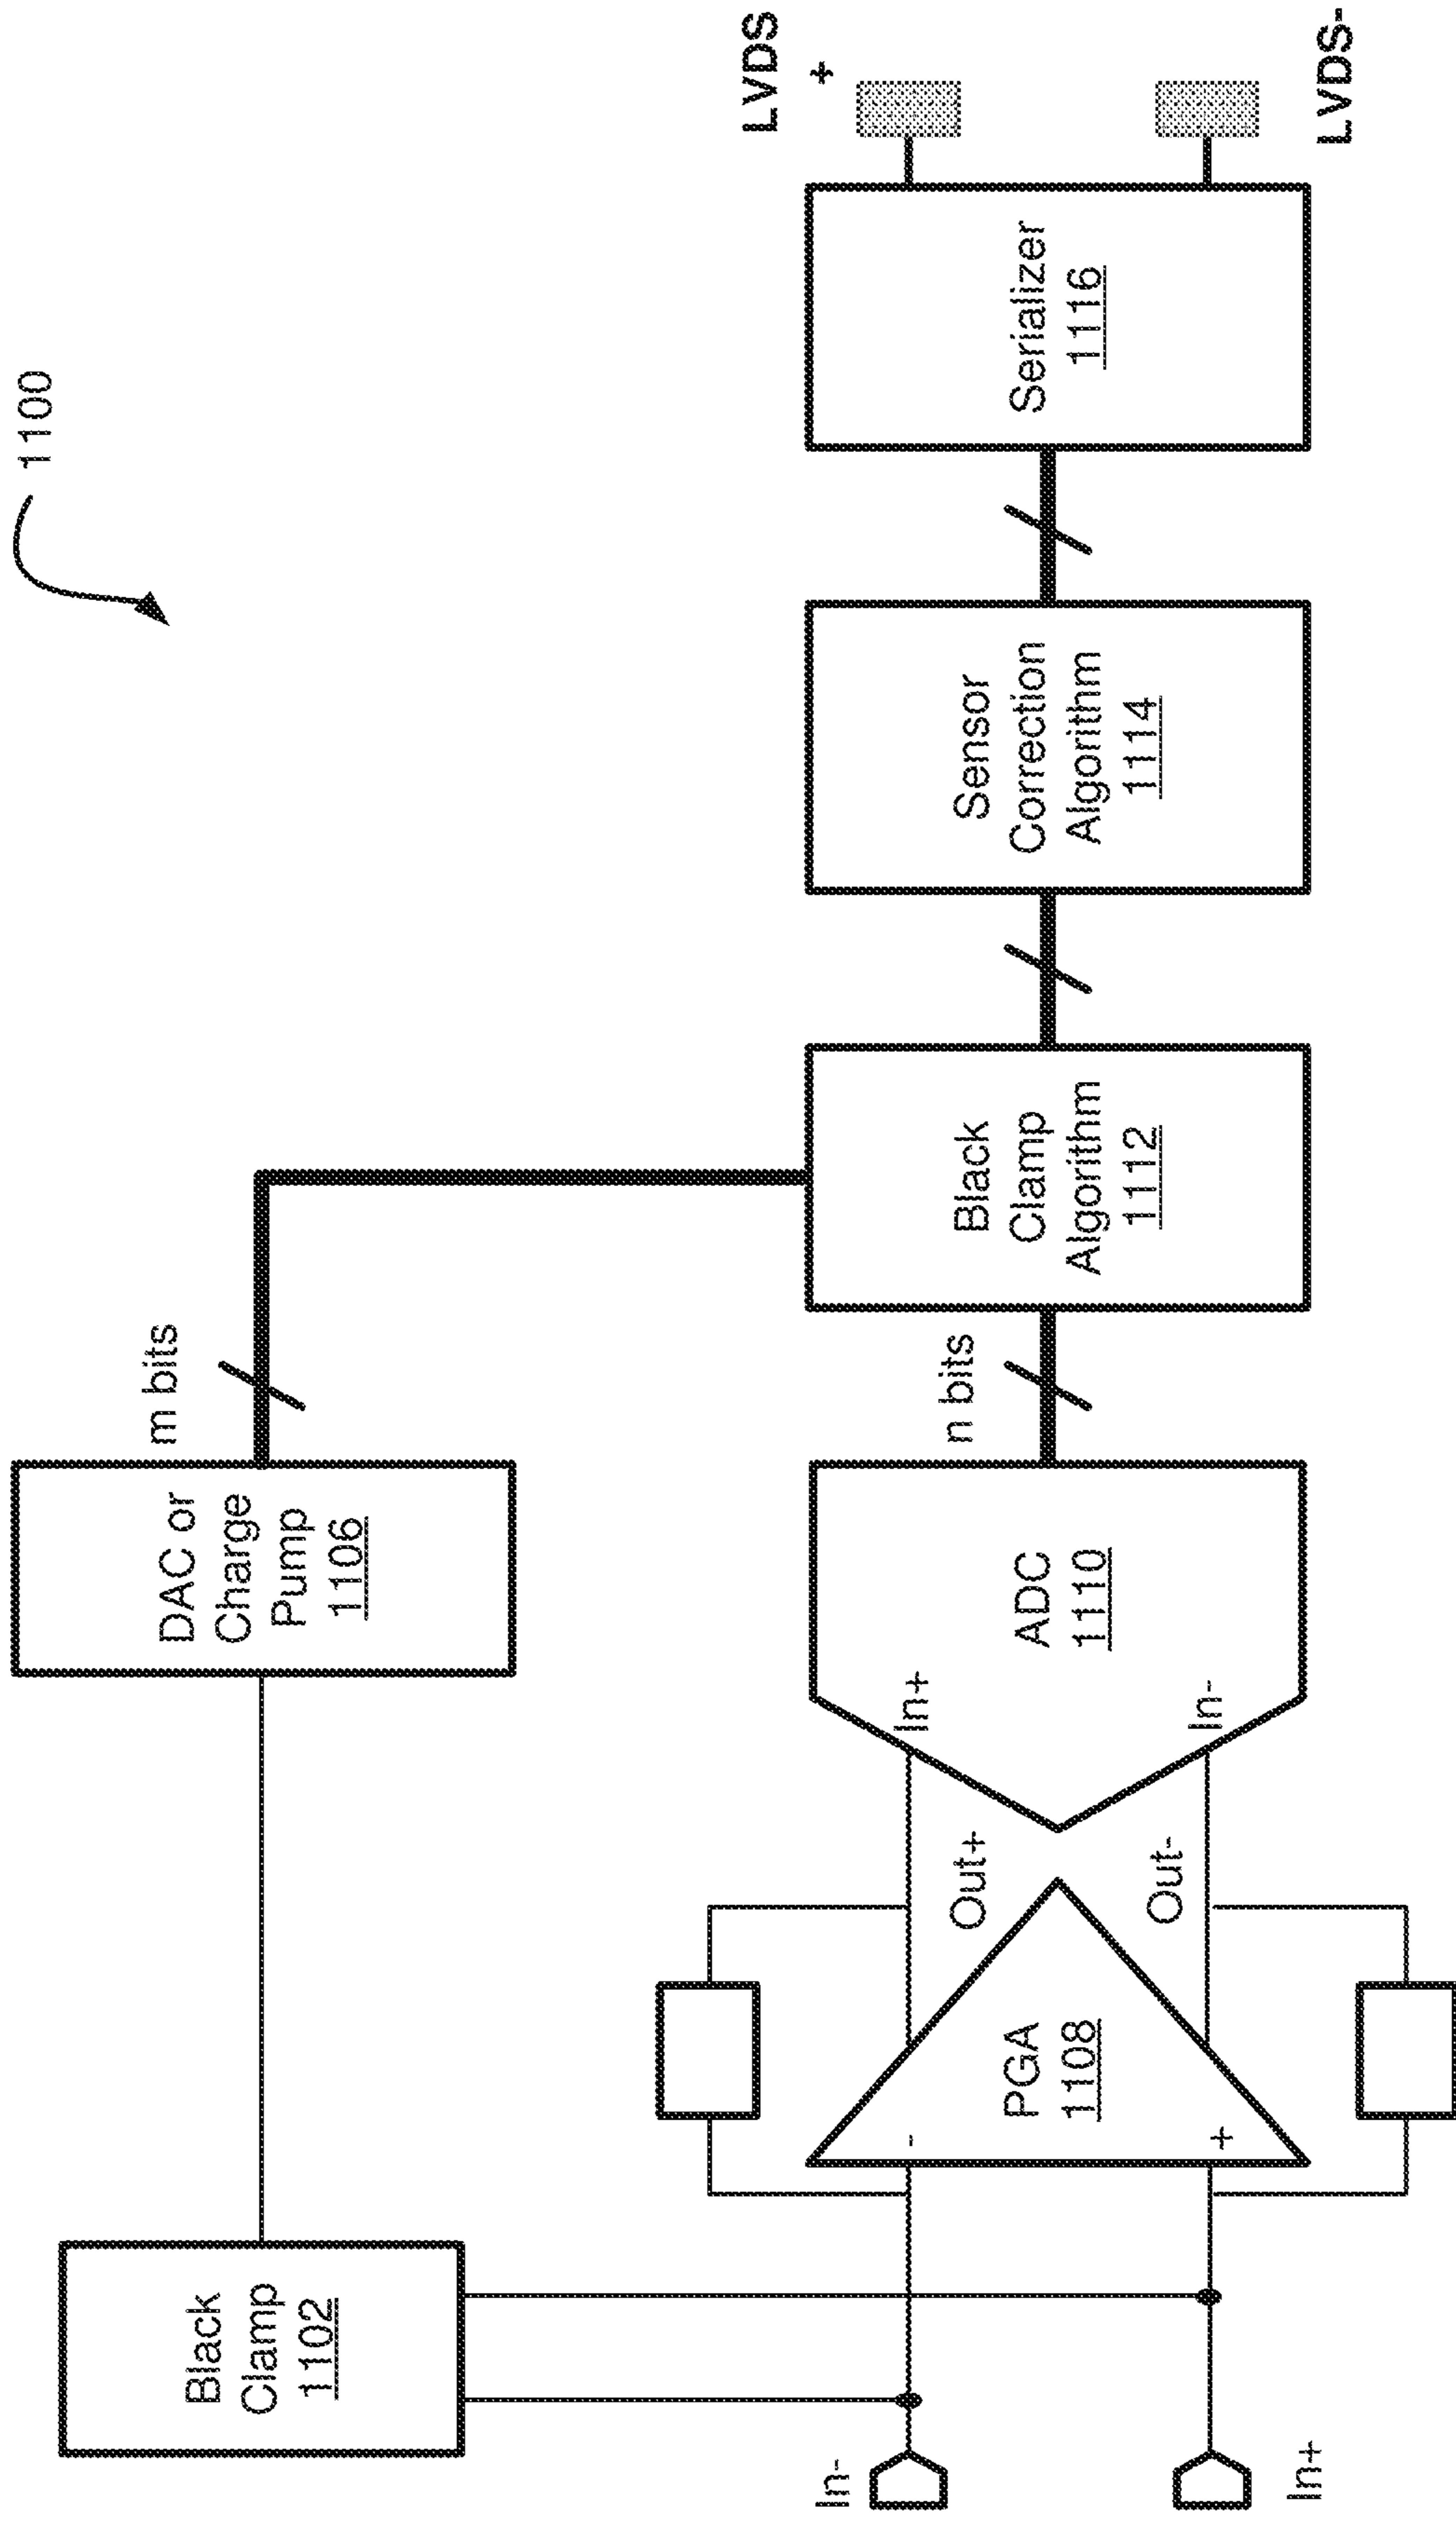 1100
Black
Clamp
1102
DAC or
Charge
Pump
1106
m bits
In-
In+
-
+
PGA
1108
Out+
Out-
In+
In-
ADC
1110
n bits
Black
Clamp
Algorithm
1112
Sensor
Correction
Algorithm
1114
Serializer
1116
LVDS
+
LVDS-